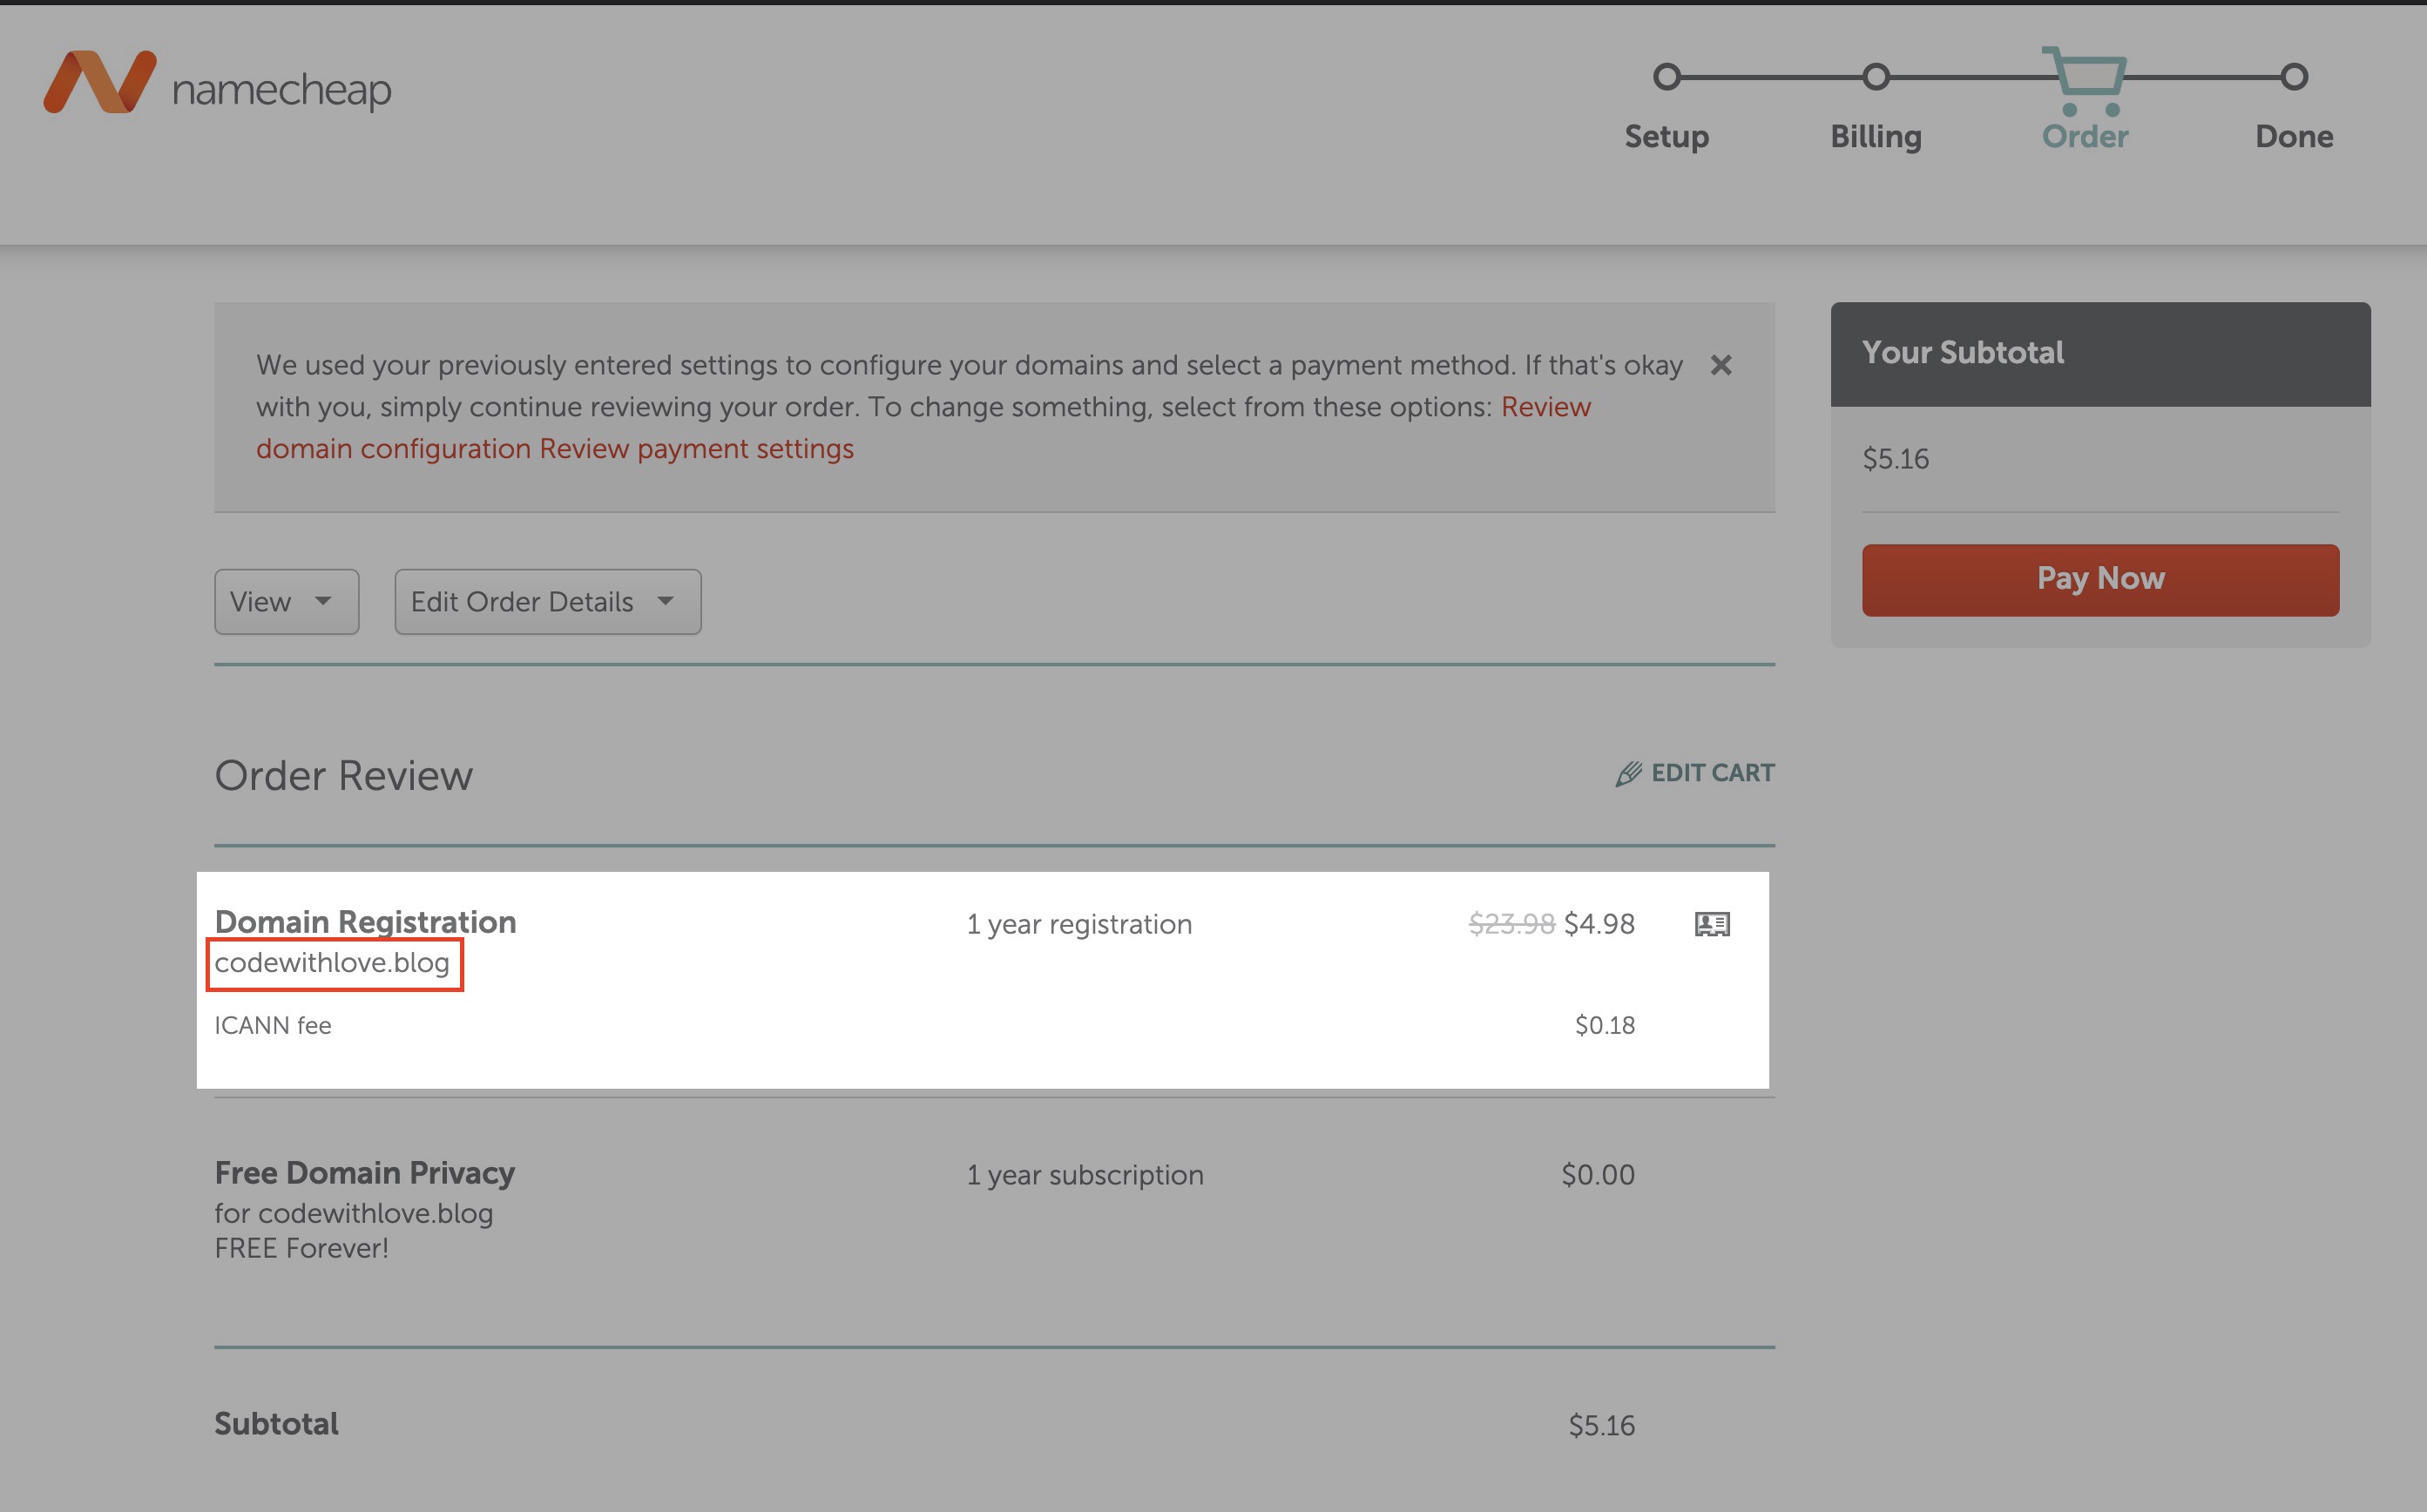 namecheap
Setup
Billing
Order
Done
We used your previously entered settings to configure your domains and select a payment method. If that's okay
with you, simply continue reviewing your order. To change something, select from these options: Review
domain configuration Review payment settings
Your Subtotal
$5.16
Pay Now
View
Edit Order Details
Order Review
EDIT CART
Domain Registration 1 year registration $23.98 $4.98
codewithlove.blog
ICANN fee $0.18
Free Domain Privacy 1 year subscription $0.00
for codewithlove.blog
FREE Forever!
Subtotal $5.16